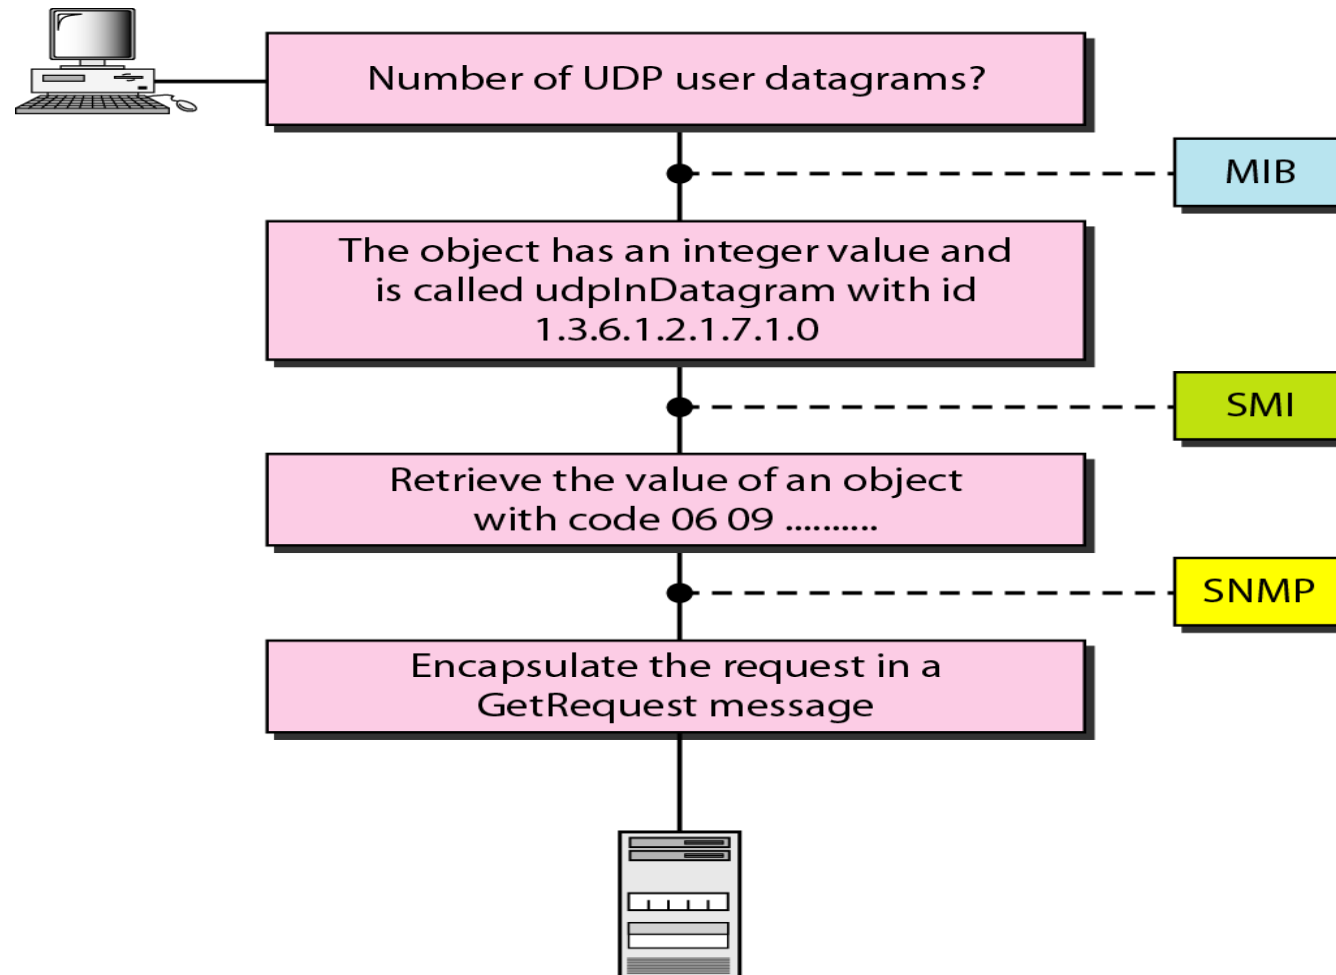 Number of UDP user datagrams?
MIB
The object has an integer value and
is called udpInDatagram with id
1.3.6.1.2.1.7.1.0
SMI
Retrieve the value of an object
with code 06 09 ..........
SNMP
Encapsulate the request in a
GetRequest message